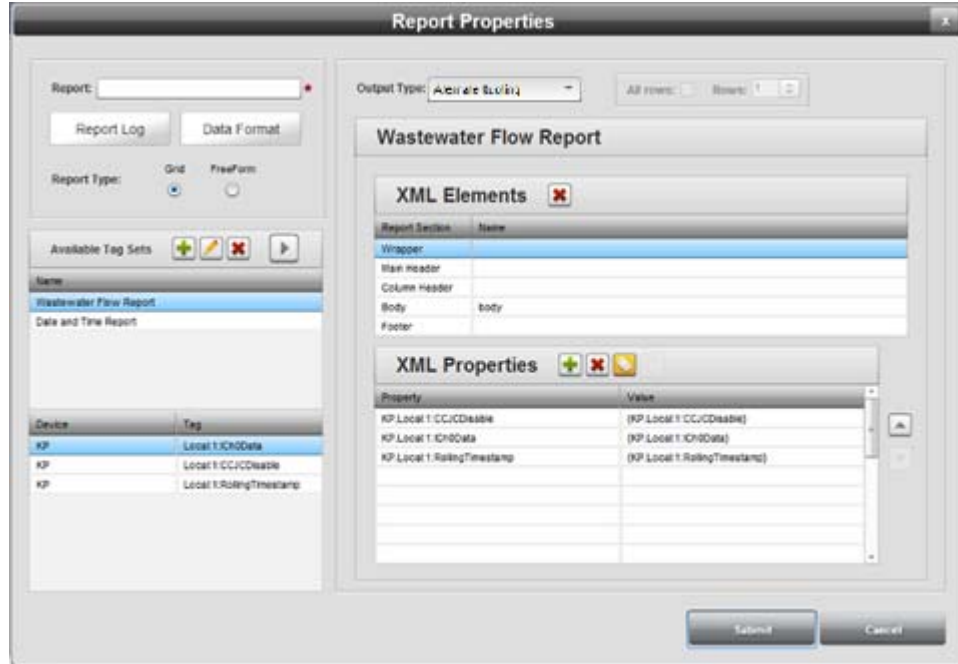 Report Properties
x
Report: *
Report Log Data Format
Report Type: Grid FreeForm
Available Tag Sets
Name
Wastewater Flow Report
Date and Time Report
Device Tag
KP Local:1:I:Ch0Data
KP Local:1:C:CJCDisable
KP Local:1:I:RollingTimestamp
Output Type:
All rows: Rows: 1
Wastewater Flow Report
XML Elements
Report Section Name
Wrapper
Main Header
Column Header
Body body
Footer
XML Properties
Property Value
KP.Local:1:C:CJCDisable {KP.Local:1:C:CJCDisable}
KP.Local:1:I:Ch0Data {KP.Local:1:I:Ch0Data}
KP.Local:1:I:RollingTimestamp {KP.Local:1:I:RollingTimestamp}
Submit Cancel